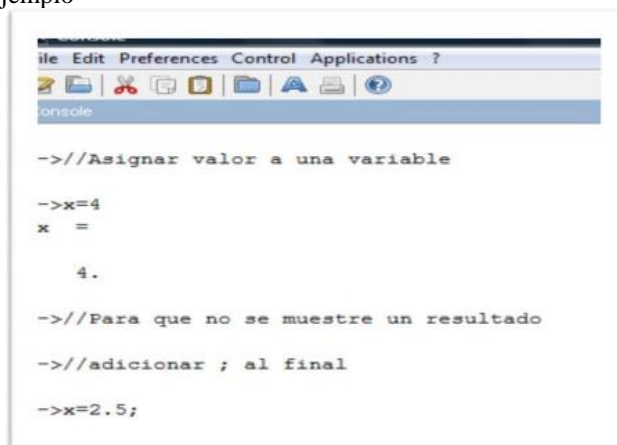 jemplo
ile Edit Preferences Control Applications ?
onsole
->//Asignar valor a una variable
->x=4
x =
4.
->//Para que no se muestre un resultado
->//adicionar ; al final
->x=2.5;